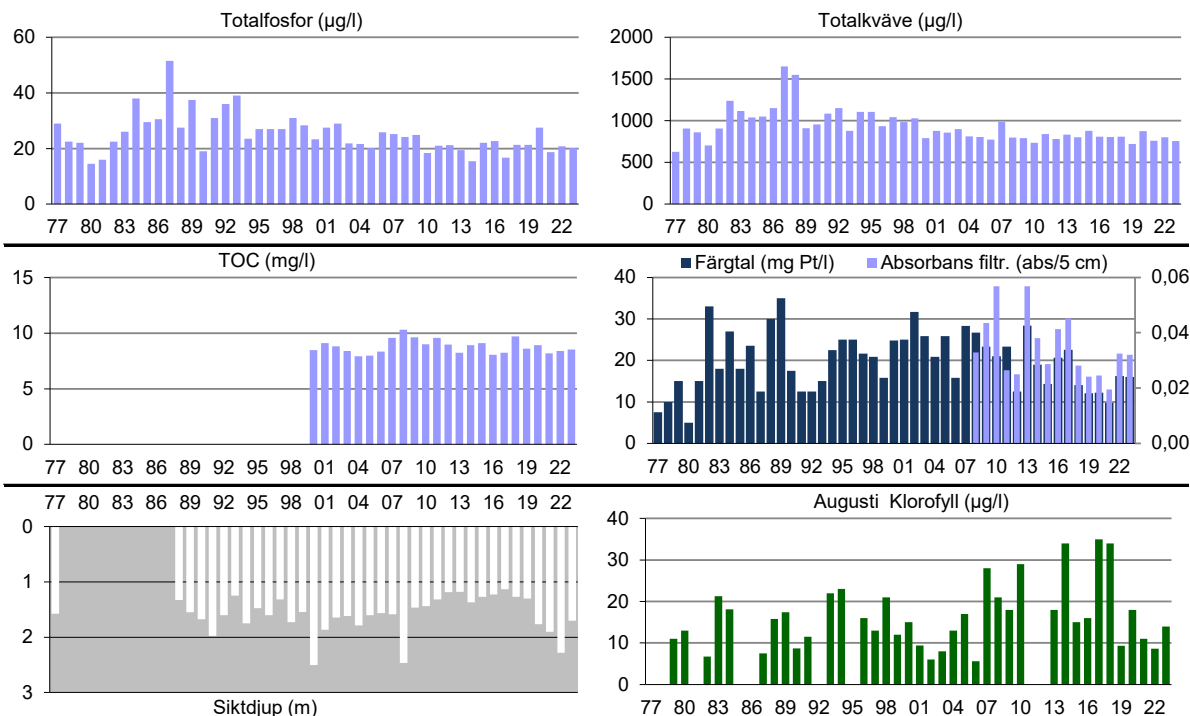 Totalfosfor (µg/l)
60
40
20
0
77 80 83 86 89 92 95 98 01 04 07 10 13 16 19 22
Totalkväve (µg/l)
2000
1500
1000
500
0
77 80 83 86 89 92 95 98 01 04 07 10 13 16 19 22
TOC (mg/l)
15
10
5
0
77 80 83 86 89 92 95 98 01 04 07 10 13 16 19 22
Färgtal (mg Pt/l) Absorbans filtr. (abs/5 cm)
40 0,06
30
0,04
20
0,02
10
0 0,00
77 80 83 86 89 92 95 98 01 04 07 10 13 16 19 22
77 80 83 86 89 92 95 98 01 04 07 10 13 16 19 22
0
1
2
3
Siktdjup (m)
Augusti Klorofyll (µg/l)
40
30
20
10
0
77 80 83 86 89 92 95 98 01 04 07 10 13 16 19 22